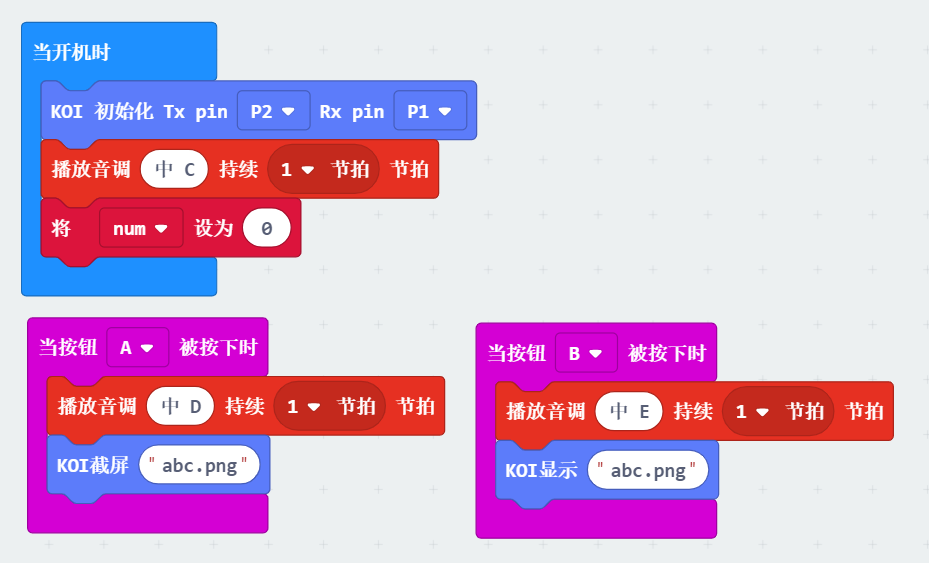 当开机时
KOI 初始化 Tx pin P2 Rx pin P1
播放音调 中 C 持续 1 节拍 节拍
将 num 设为 0
当按钮 A 被按下时
播放音调 中 D 持续 1 节拍 节拍
KOI截屏 "abc.png"
当按钮 B 被按下时
播放音调 中 E 持续 1 节拍 节拍
KOI显示 "abc.png"